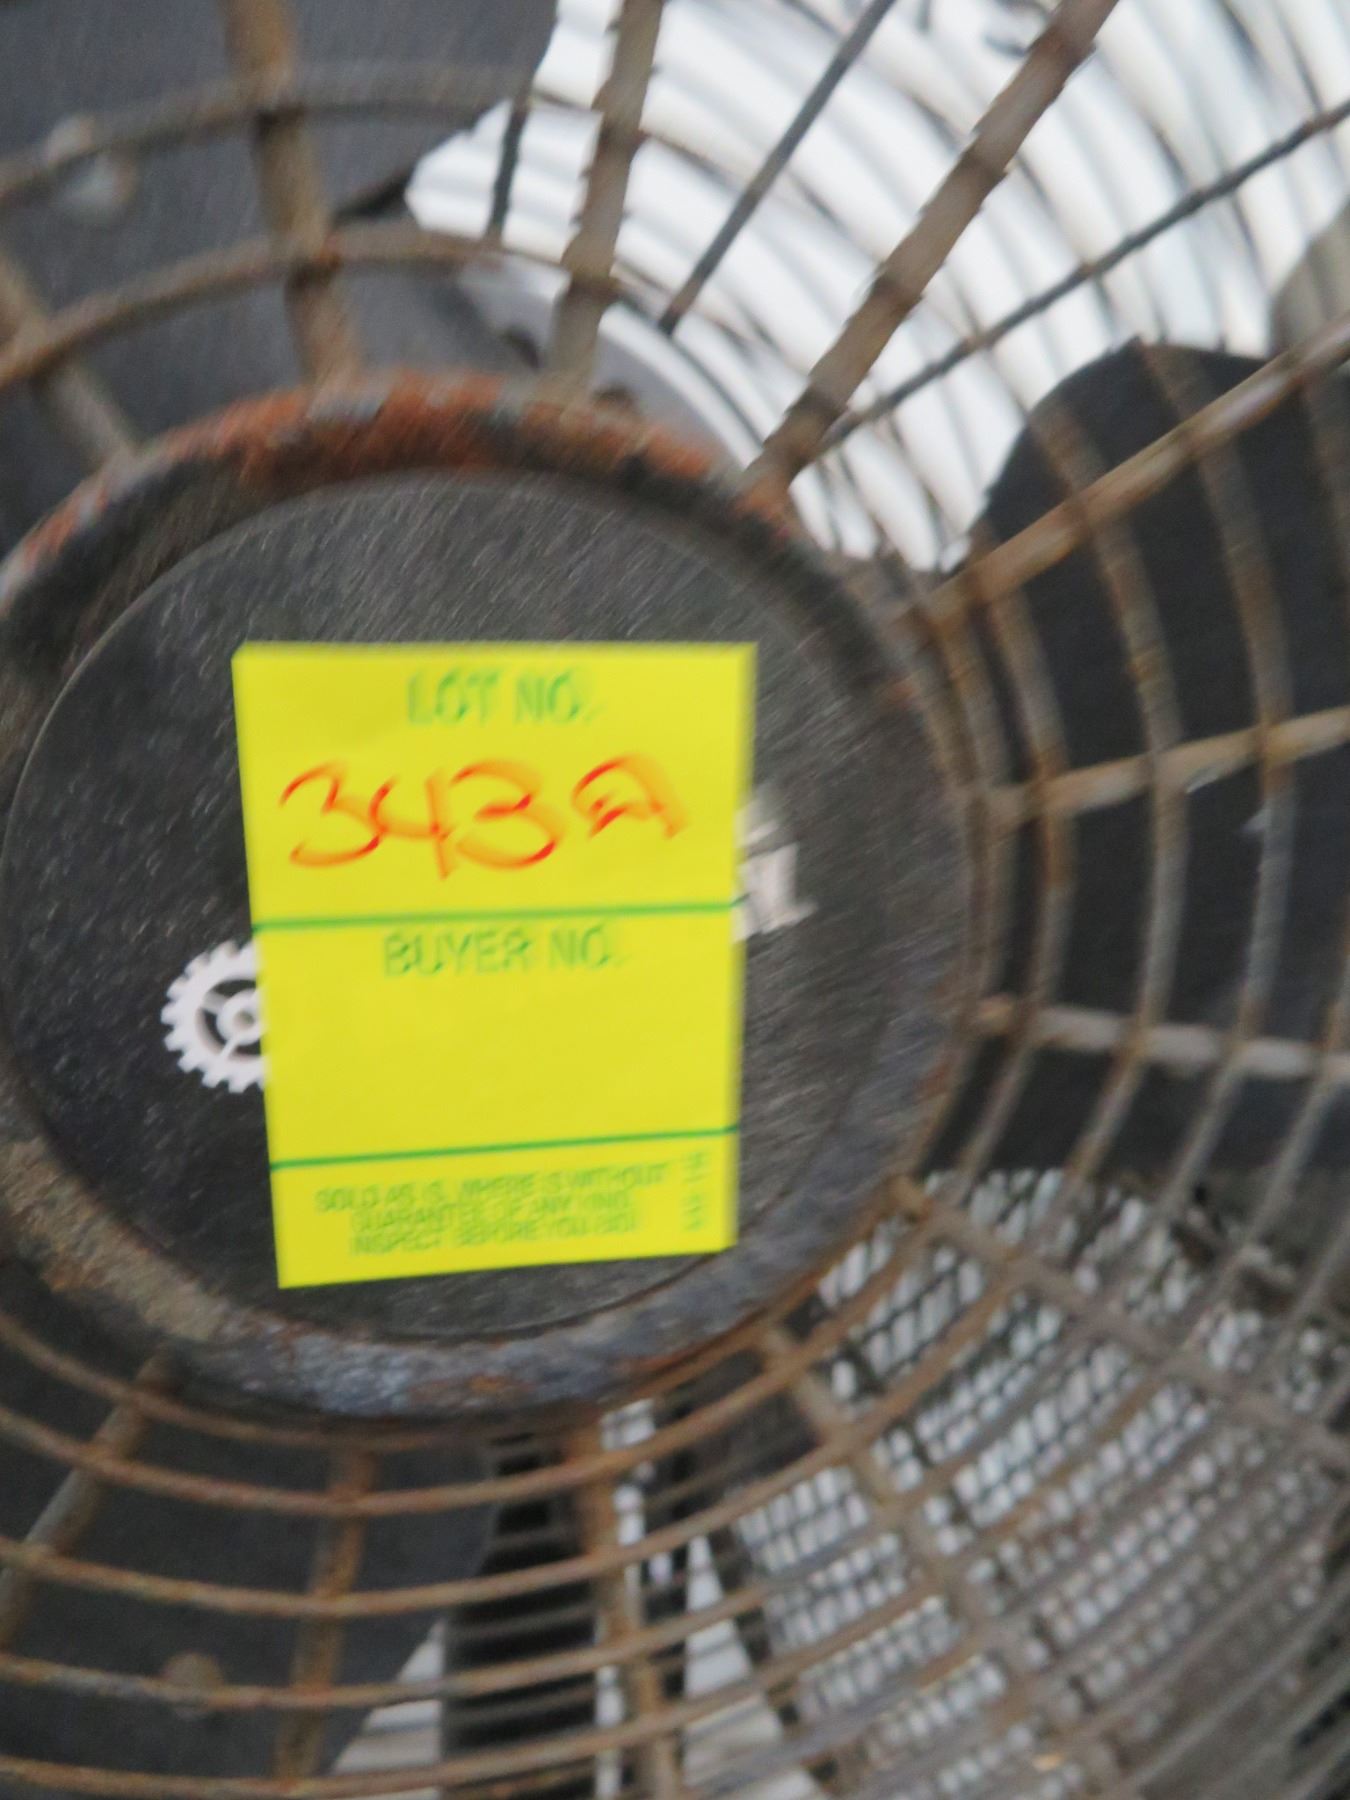 LOT NO.
343A
BUYER NO.
SOLD AS IS, WHERE IS WITHOUT
GUARANTEE OF ANY KIND.
INSPECT BEFORE YOU BID!